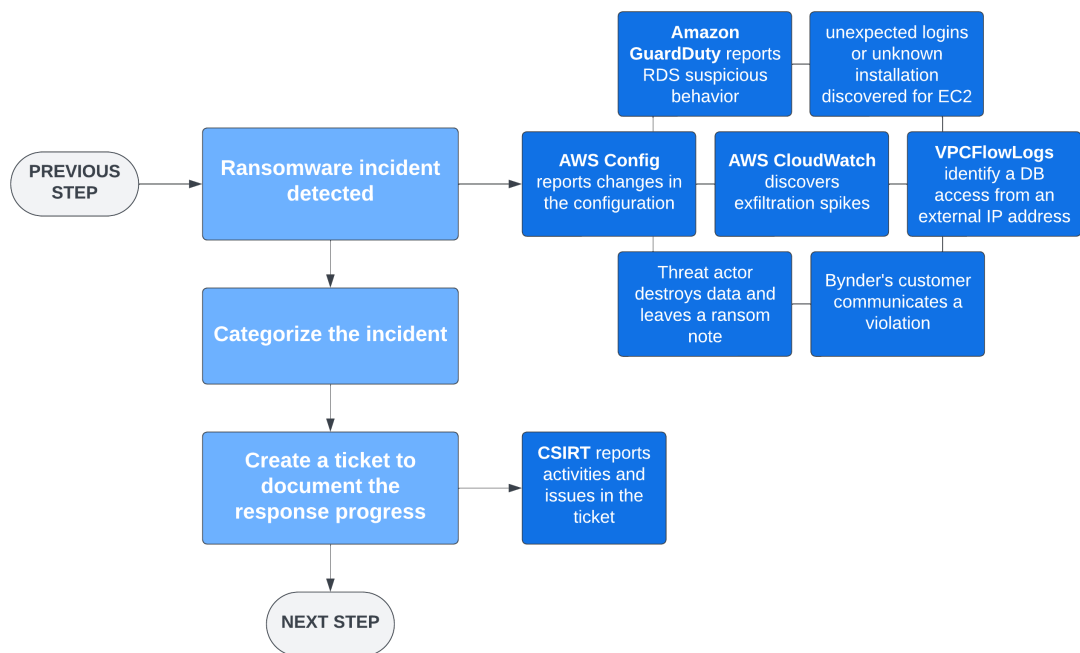 PREVIOUS
STEP
Ransomware incident
detected
Amazon
GuardDuty reports
RDS suspicious
behavior
unexpected logins
or unknown
installation
discovered for EC2
AWS Config
reports changes in
the configuration
AWS CloudWatch
discovers
exfiltration spikes
VPCFlowLogs
identify a DB
access from an
external IP address
Threat actor
destroys data and
leaves a ransom
note
Bynder's customer
communicates a
violation
Categorize the incident
Create a ticket to
document the
response progress
CSIRT reports
activities and
issues in the
ticket
NEXT STEP